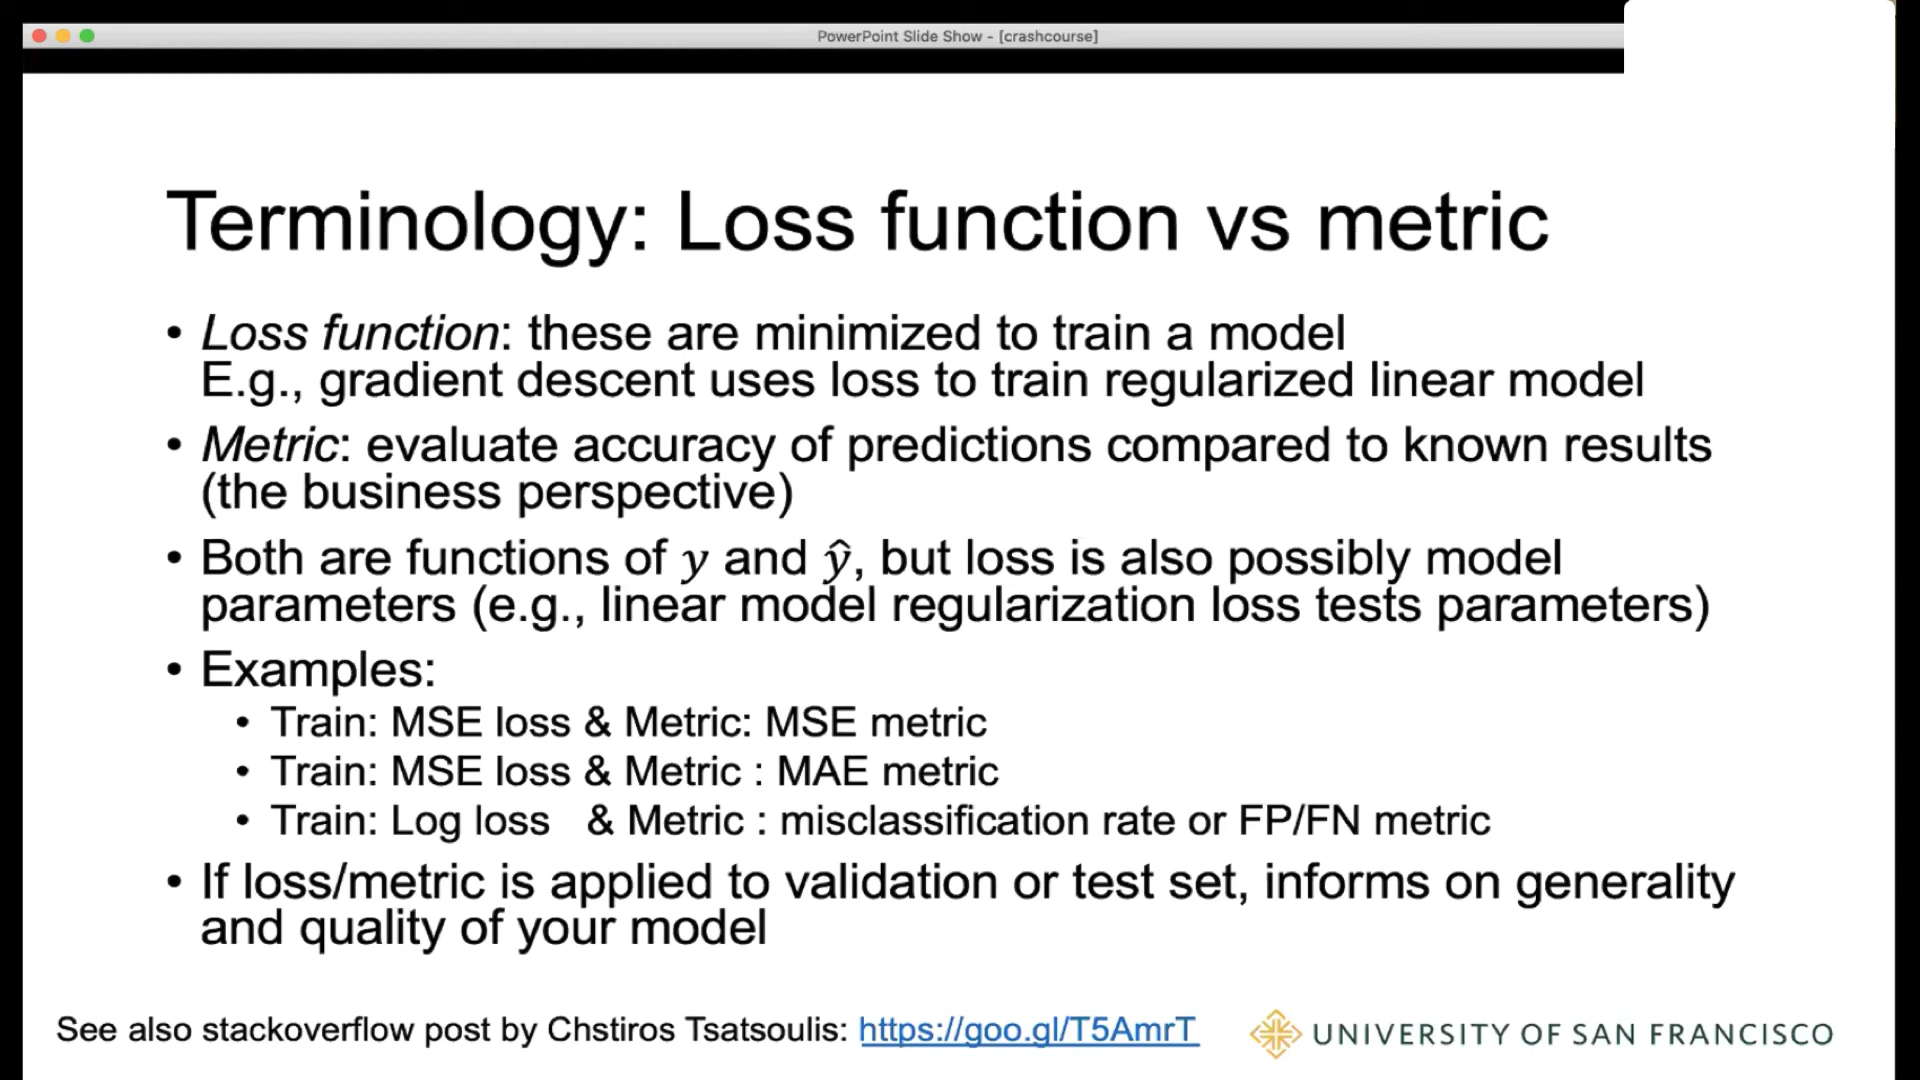 PowerPoint Slide Show - [crashcourse]
Terminology: Loss function vs metric
• Loss function: these are minimized to train a model
E.g., gradient descent uses loss to train regularized linear model
• Metric: evaluate accuracy of predictions compared to known results
(the business perspective)
• Both are functions of y and ŷ, but loss is also possibly model
parameters (e.g., linear model regularization loss tests parameters)
• Examples:
• Train: MSE loss & Metric: MSE metric
• Train: MSE loss & Metric : MAE metric
• Train: Log loss & Metric : misclassification rate or FP/FN metric
• If loss/metric is applied to validation or test set, informs on generality
and quality of your model
See also stackoverflow post by Chstiros Tsatsoulis: https://goo.gl/T5AmrT
UNIVERSITY OF SAN FRANCISCO